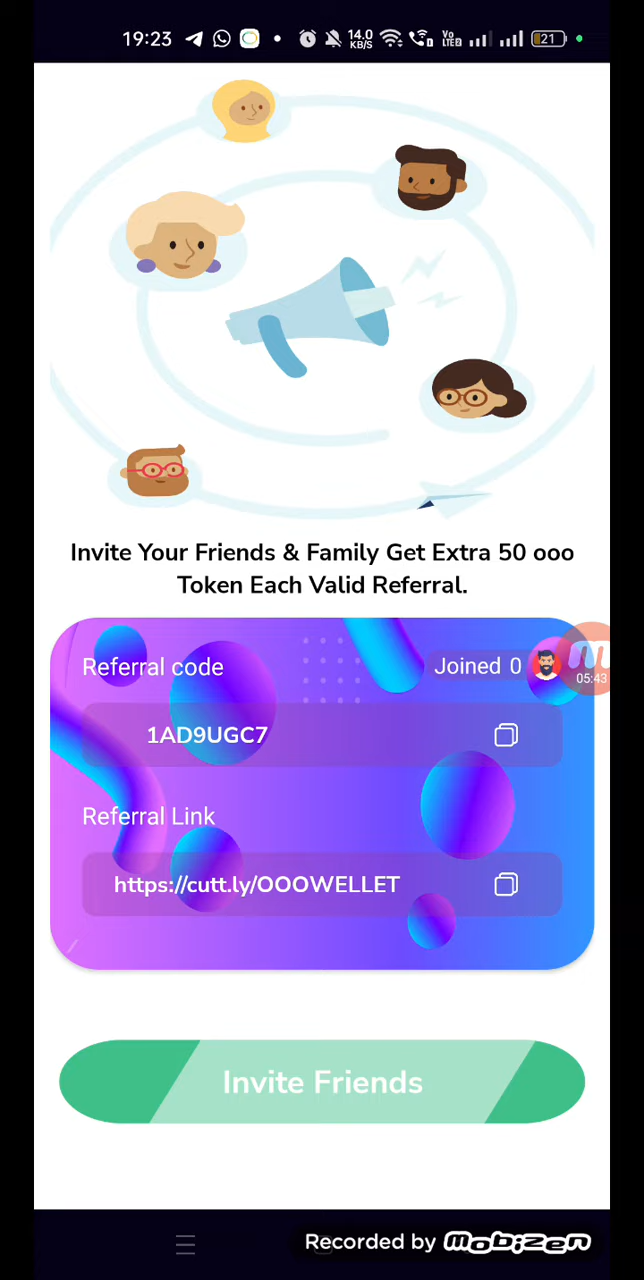 19:23 14.0 KB/S Vo LTE2 21
Invite Your Friends & Family Get Extra 50 ooo
Token Each Valid Referral.
Referral code
Joined 0
05:43
1AD9UGC7
Referral Link
https://cutt.ly/OOOWELLET
Invite Friends
Recorded by mobizen